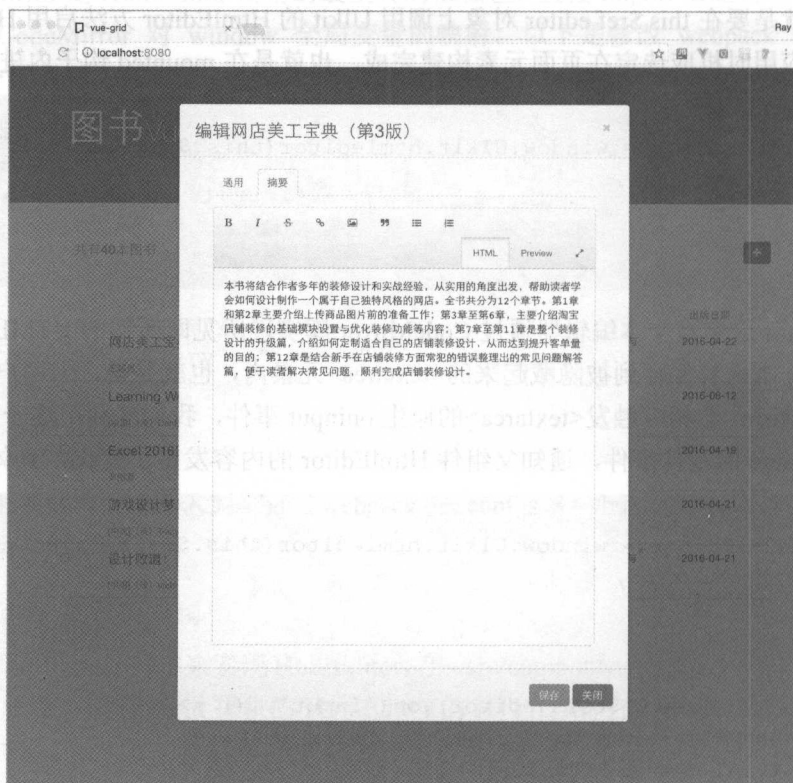 vue-grid
Ray
localhost:8080
图书
编辑网店美工宝典（第3版）
通用 摘要
B I S
HTML Preview
共有40本图书
本书将结合作者多年的装修设计和实战经验，从实用的角度出发，帮助读者学
会如何设计制作一个属于自己独特风格的网店。全书共分为12个章节。第1章
和第2章主要介绍上传商品图片前的准备工作；第3章至第6章，主要介绍淘宝
店铺装修的基础模块设置与优化装修功能等内容；第7章至第11章是整个装修
设计的升级篇，介绍如何定制适合自己的店铺装修设计，从而达到提升客单量
的目的；第12章是结合新手在店铺装修方面常犯的错误整理出的常见问题解答
篇，便于读者解决常见问题，顺利完成店铺装修设计。
出版日期
网店美工宝
2016-04-22
Learning W
2016-06-12
Excel 2016
2016-04-19
游戏设计梦
2016-04-21
设计败道
2016-04-21
保存 关闭